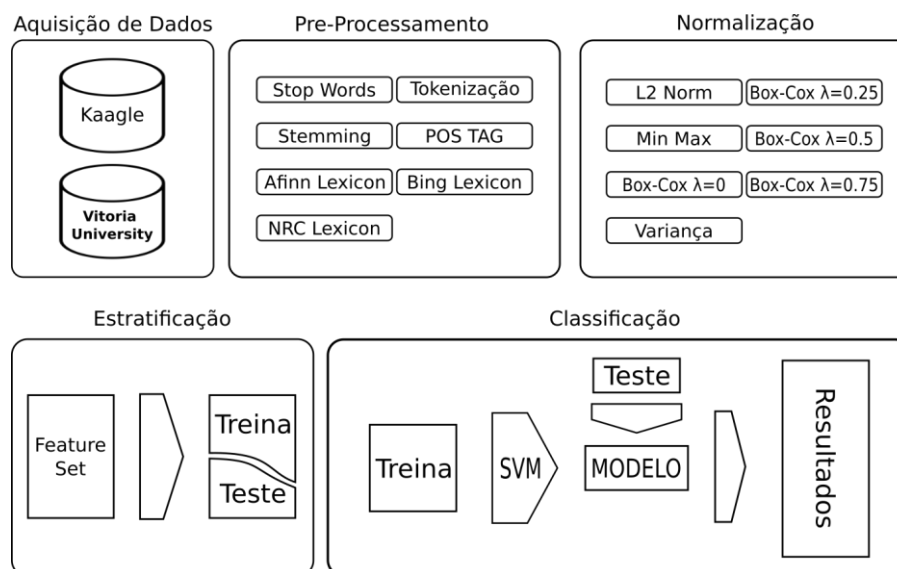 Aquisição de Dados
Kaagle
Vitoria
University
Pre-Processamento
Stop Words Tokenização
Stemming POS TAG
Afinn Lexicon Bing Lexicon
NRC Lexicon
Normalização
L2 Norm Box-Cox λ=0.25
Min Max Box-Cox λ=0.5
Box-Cox λ=0 Box-Cox λ=0.75
Variança
Estratificação
Feature
Set
Treina
Teste
Classificação
Treina
SVM
Teste
MODELO
Resultados